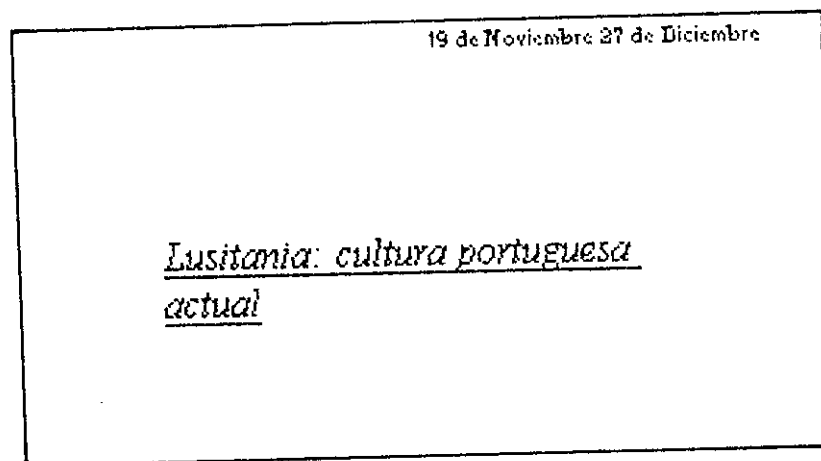 19 de Noviembre 27 de Diciembre
Lusitania: cultura portuguesa
actual